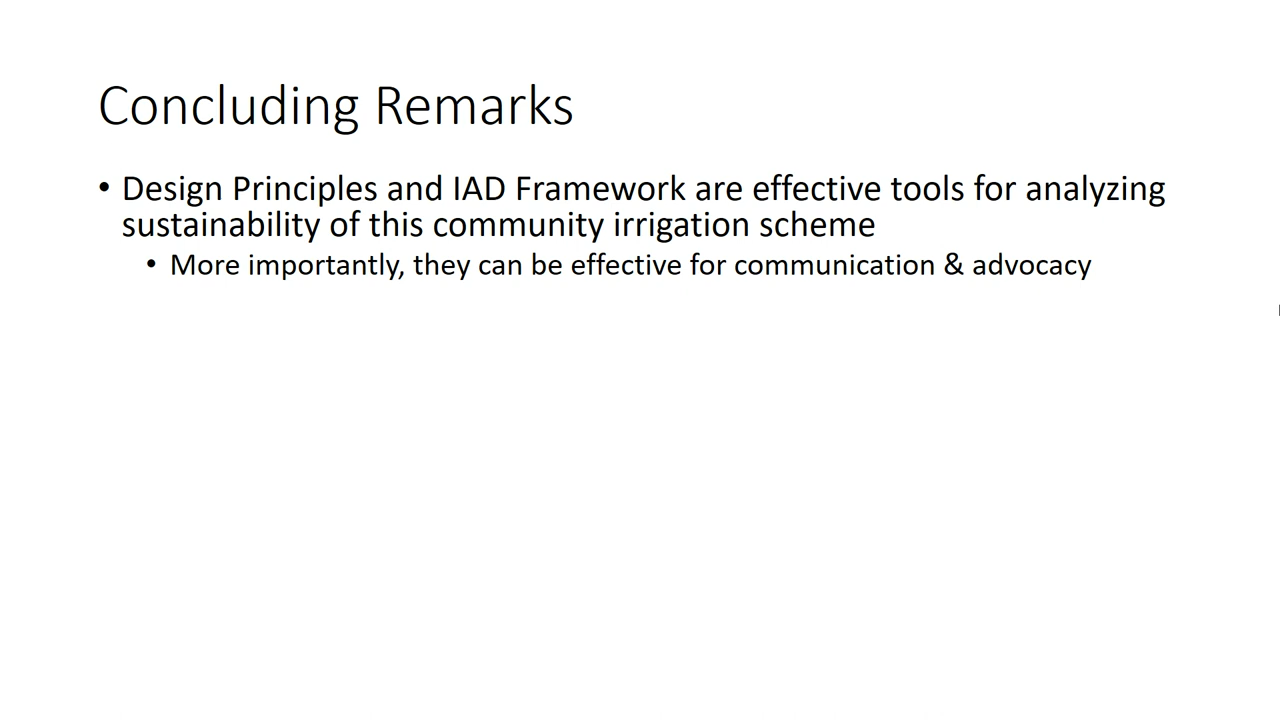 Concluding Remarks
• Design Principles and IAD Framework are effective tools for analyzing
sustainability of this community irrigation scheme
• More importantly, they can be effective for communication & advocacy